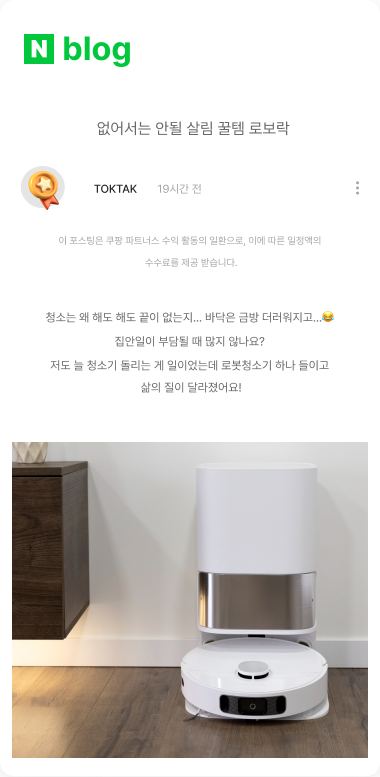 N blog
없어서는 안될 살림 꿀템 로보락
TOKTAK 19시간 전
이 포스팅은 쿠팡 파트너스 수익 활동의 일환으로, 이에 따른 일정액의
수수료를 제공 받습니다.
청소는 왜 해도 해도 끝이 없는지... 바닥은 금방 더러워지고...😂
집안일이 부담될 때 많지 않나요?
저도 늘 청소기 돌리는 게 일이었는데 로봇청소기 하나 들이고
삶의 질이 달라졌어요!